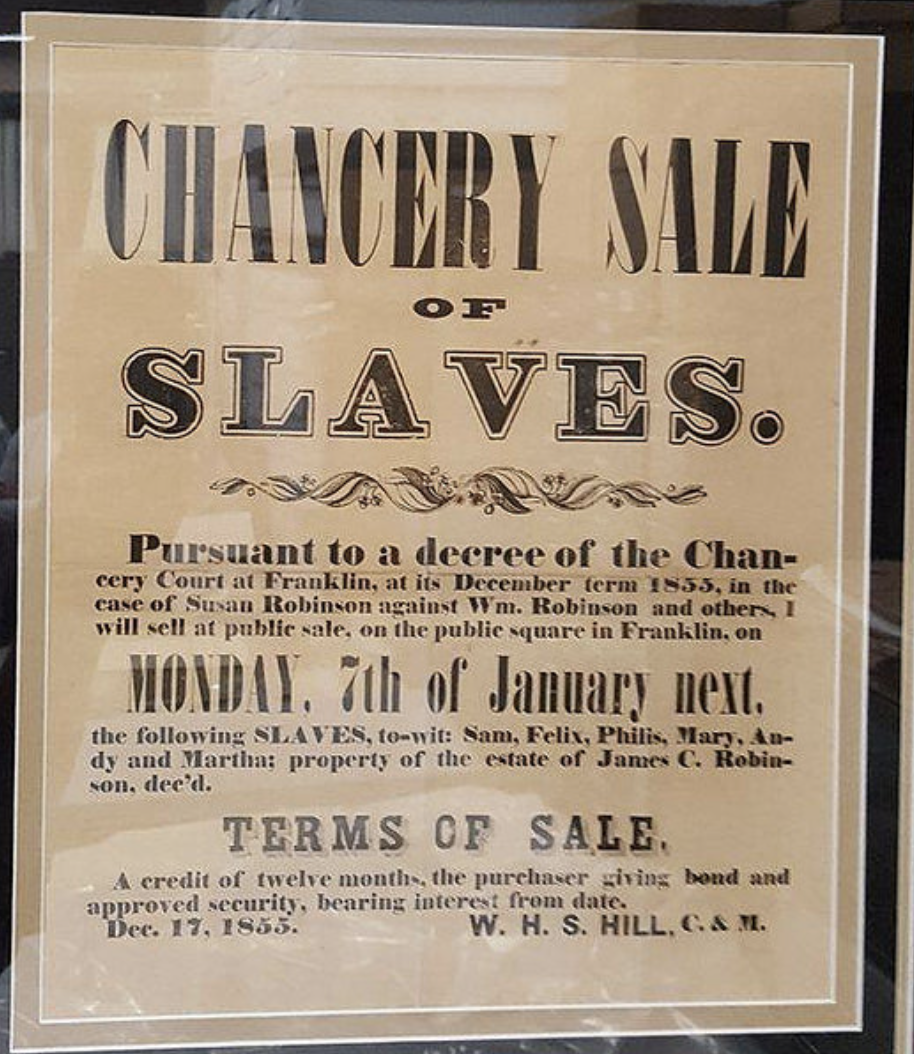 CHANCERY SALE
OF
SLAVES.
Pursuant to a decree of the Chan-
cery Court at Franklin, at its December term 1855, in the
case of Susan Robinson against Wm. Robinson and others, I
will sell at public sale, on the public square in Franklin, on
MONDAY, 7th of January next,
the following SLAVES, to-wit: Sam, Felix, Philis, Mary, An-
dy and Martha; property of the estate of James C. Robin-
son, dec'd.
TERMS OF SALE.
A credit of twelve months, the purchaser giving bond and
approved security, bearing interest from date.
Dec. 17, 1855. W. H. S. HILL, C. & M.